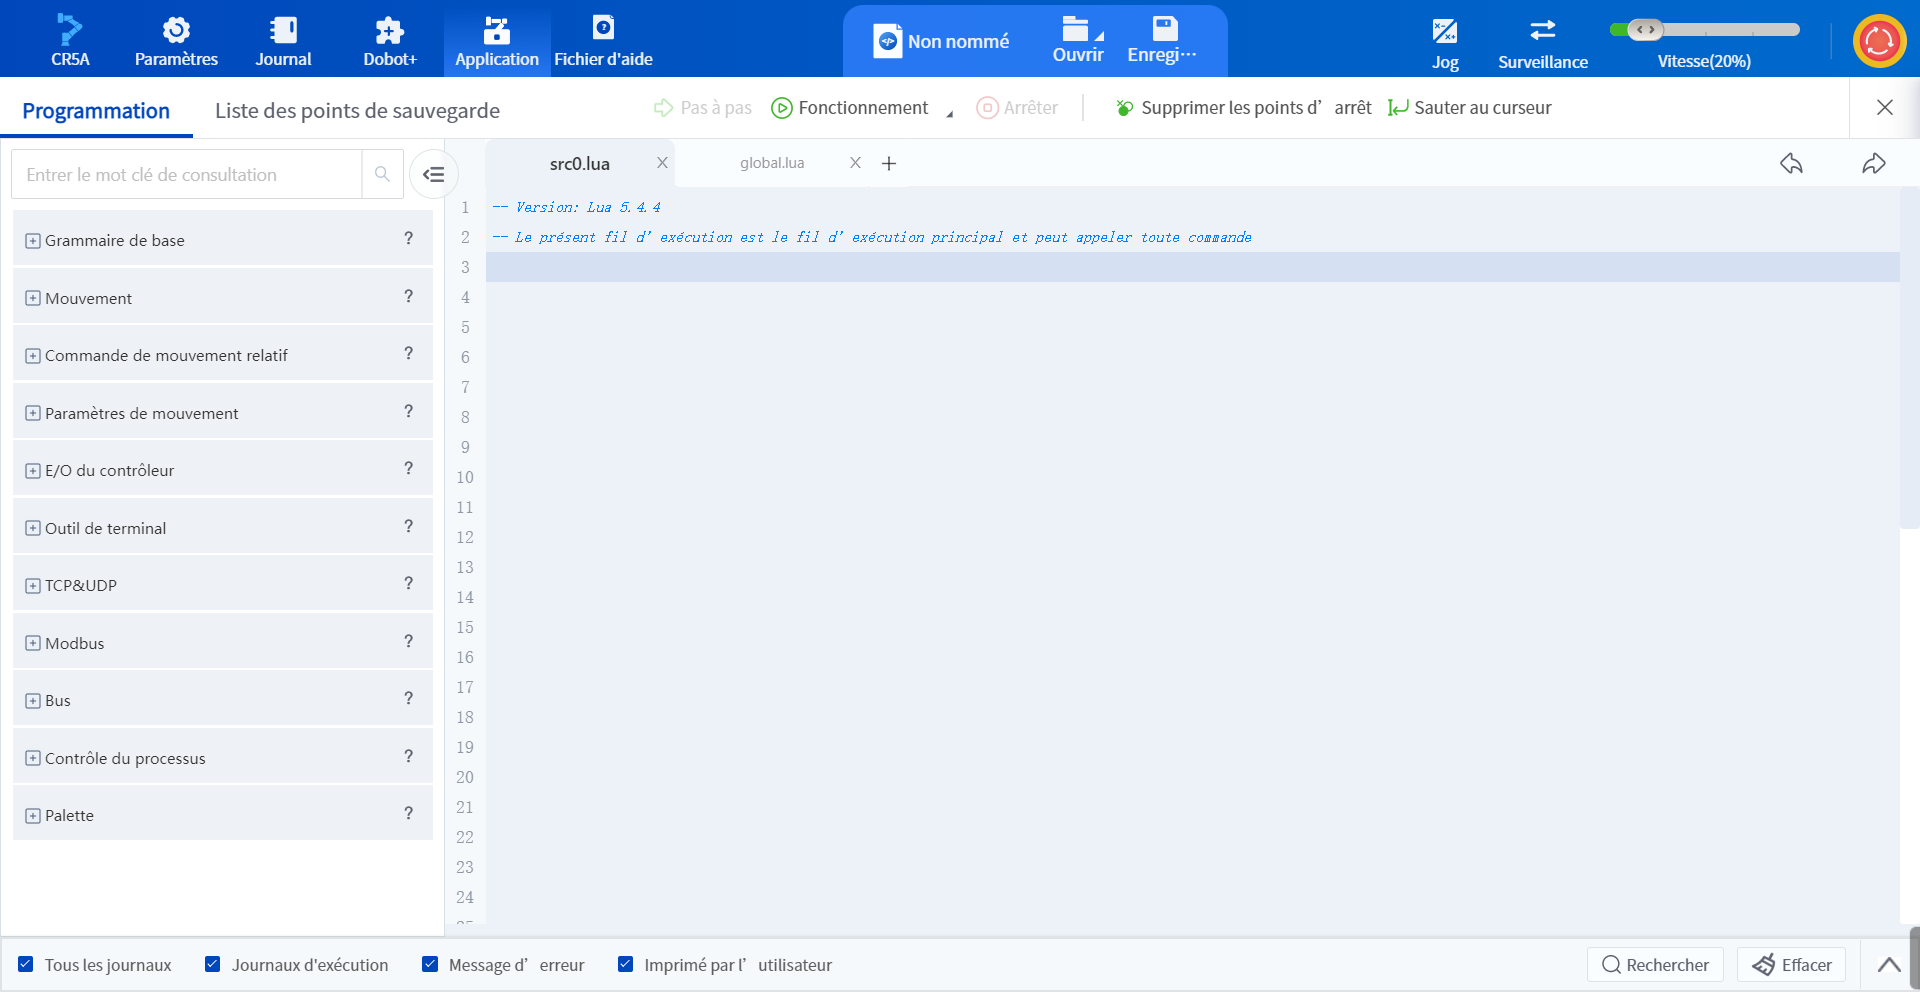 CR5A
Paramètres
Journal
Dobot+
Application
Fichier d'aide
Non nommé
Ouvrir
Enregi···
Jog
Surveillance
Vitesse(20%)
Programmation
Liste des points de sauvegarde
Pas à pas
Fonctionnement
Arrêter
Supprimer les points d’ arrêt
Sauter au curseur
Entrer le mot clé de consultation
src0.lua
global.lua
Grammaire de base ?
Mouvement ?
Commande de mouvement relatif ?
Paramètres de mouvement ?
E/O du contrôleur ?
Outil de terminal ?
TCP&UDP ?
Modbus ?
Bus ?
Contrôle du processus ?
Palette ?
1 -- Version: Lua 5.4.4
2 -- Le présent fil d’ exécution est le fil d’ exécution principal et peut appeler toute commande
3
4
5
6
7
8
9
10
11
12
13
14
15
16
17
18
19
20
21
22
23
24
25
Tous les journaux
Journaux d'exécution
Message d’ erreur
Imprimé par l’ utilisateur
Rechercher
Effacer